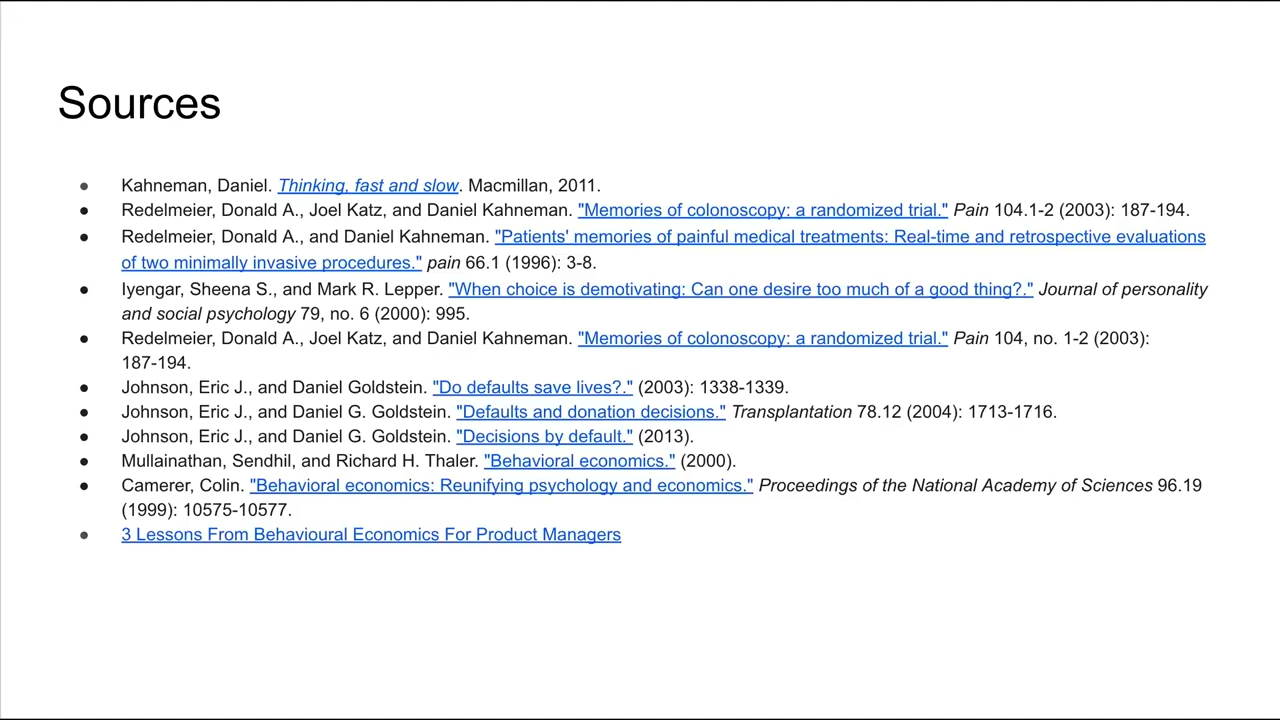 Sources
● Kahneman, Daniel. Thinking, fast and slow. Macmillan, 2011.
● Redelmeier, Donald A., Joel Katz, and Daniel Kahneman. "Memories of colonoscopy: a randomized trial." Pain 104.1-2 (2003): 187-194.
● Redelmeier, Donald A., and Daniel Kahneman. "Patients' memories of painful medical treatments: Real-time and retrospective evaluations
of two minimally invasive procedures." pain 66.1 (1996): 3-8.
● Iyengar, Sheena S., and Mark R. Lepper. "When choice is demotivating: Can one desire too much of a good thing?." Journal of personality
and social psychology 79, no. 6 (2000): 995.
● Redelmeier, Donald A., Joel Katz, and Daniel Kahneman. "Memories of colonoscopy: a randomized trial." Pain 104, no. 1-2 (2003):
187-194.
● Johnson, Eric J., and Daniel Goldstein. "Do defaults save lives?." (2003): 1338-1339.
● Johnson, Eric J., and Daniel G. Goldstein. "Defaults and donation decisions." Transplantation 78.12 (2004): 1713-1716.
● Johnson, Eric J., and Daniel G. Goldstein. "Decisions by default." (2013).
● Mullainathan, Sendhil, and Richard H. Thaler. "Behavioral economics." (2000).
● Camerer, Colin. "Behavioral economics: Reunifying psychology and economics." Proceedings of the National Academy of Sciences 96.19
(1999): 10575-10577.
● 3 Lessons From Behavioural Economics For Product Managers